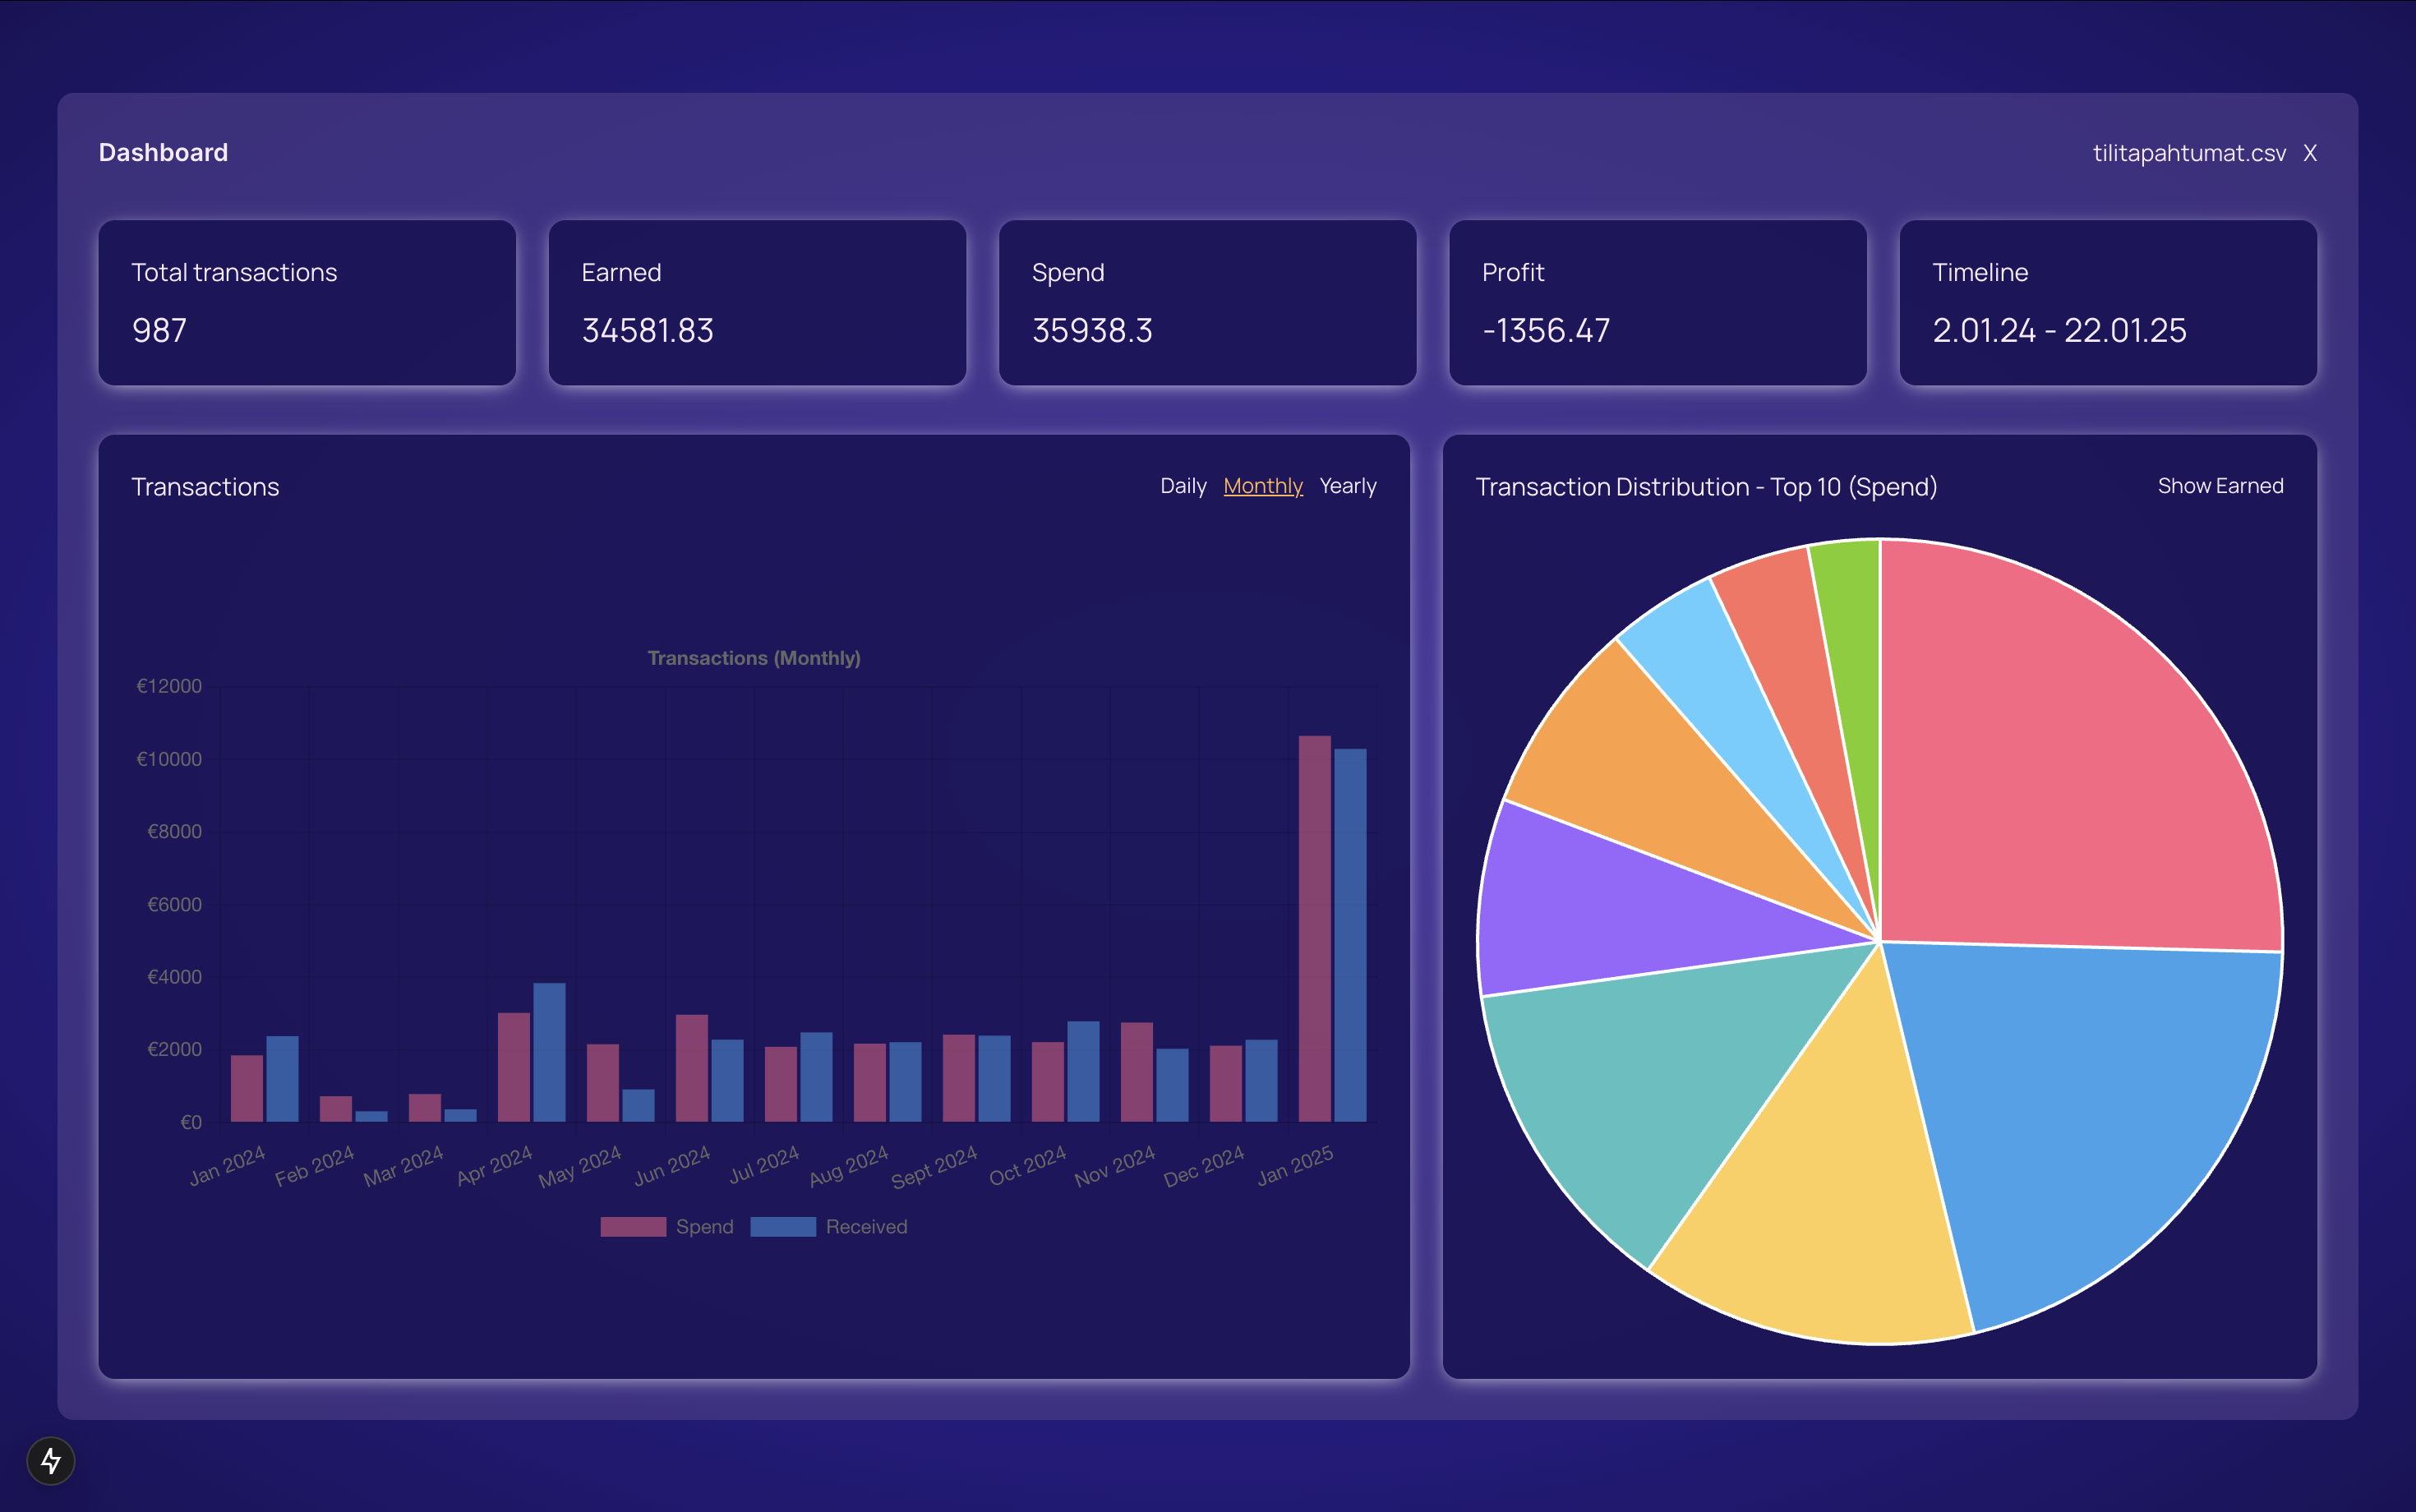 Dashboard
tilitapahtumat.csv X
Total transactions
987
Earned
34581.83
Spend
35938.3
Profit
-1356.47
Timeline
2.01.24 - 22.01.25
Transactions
Daily Monthly Yearly
Transactions (Monthly)
€12000
€10000
€8000
€6000
€4000
€2000
€0
Jan 2024
Feb 2024
Mar 2024
Apr 2024
May 2024
Jun 2024
Jul 2024
Aug 2024
Sept 2024
Oct 2024
Nov 2024
Dec 2024
Jan 2025
Spend
Received
Transaction Distribution - Top 10 (Spend)
Show Earned